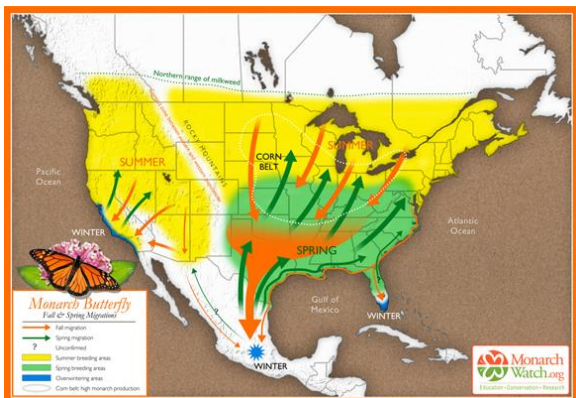 Northern range of milkweed
ROCKY MOUNTAINS
SUMMER
CORN
BELT
SUMMER
Pacific
Ocean
WINTER
SPRING
Atlantic
Ocean
Gulf of
Mexico
WINTER
?
WINTER
Monarch Butterfly
Fall & Spring Migrations
Fall migration
Spring migration
? Unconfirmed
Summer breeding areas
Spring breeding areas
Overwintering areas
Corn belt: high monarch production
Monarch
Watch.org
Education • Conservation • Research